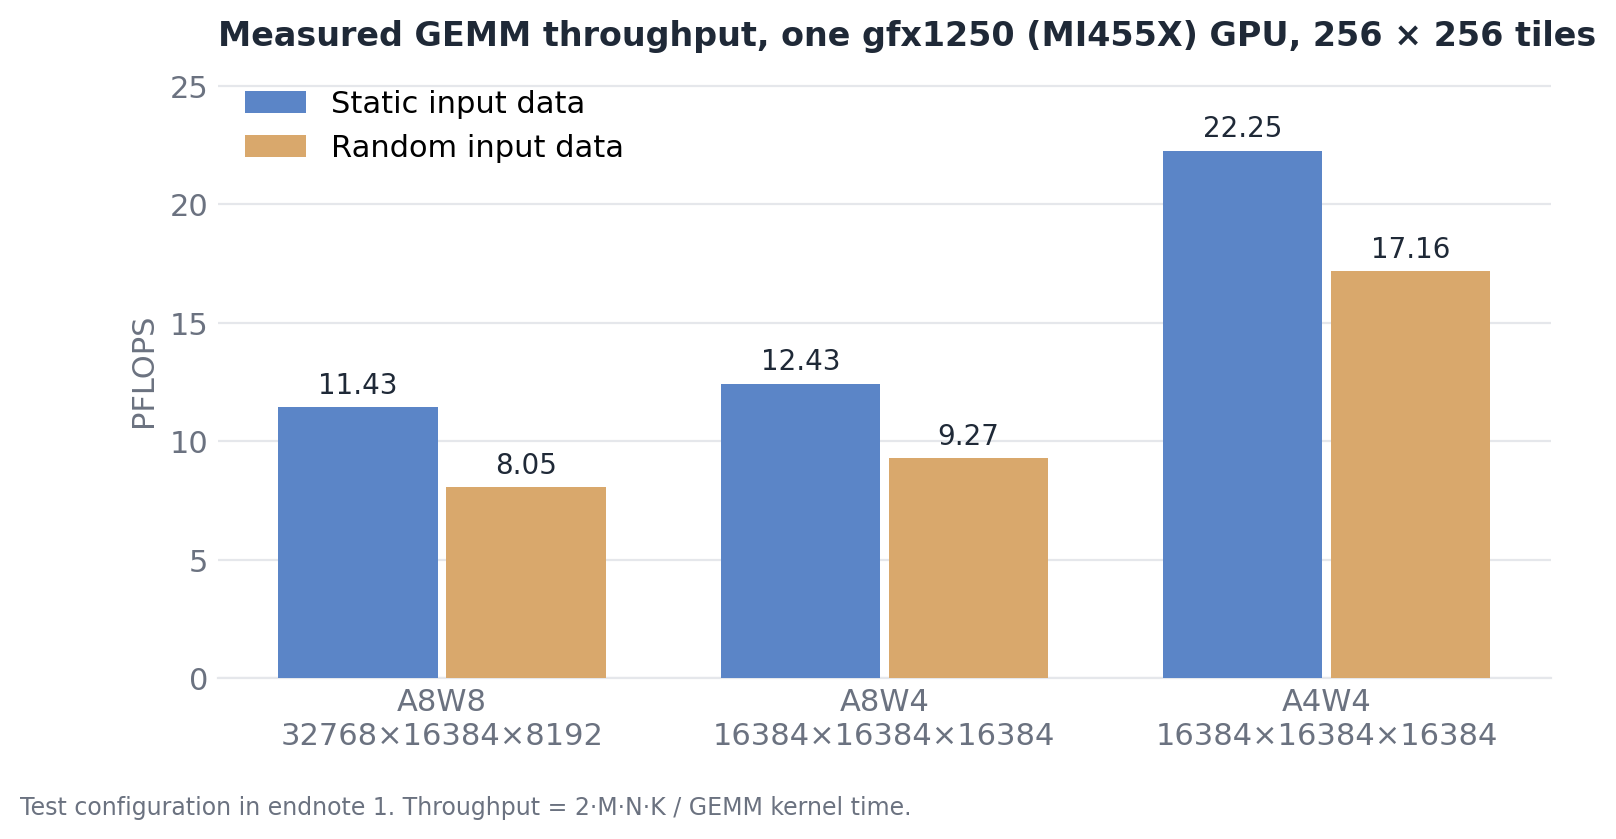 Measured GEMM throughput, one gfx1250 (MI455X) GPU, 256 × 256 tiles
Static input data
Random input data
PFLOPS
25
20
15
10
5
0
11.43
8.05
12.43
9.27
22.25
17.16
A8W8
32768×16384×8192
A8W4
16384×16384×16384
A4W4
16384×16384×16384
Test configuration in endnote 1. Throughput = 2·M·N·K / GEMM kernel time.